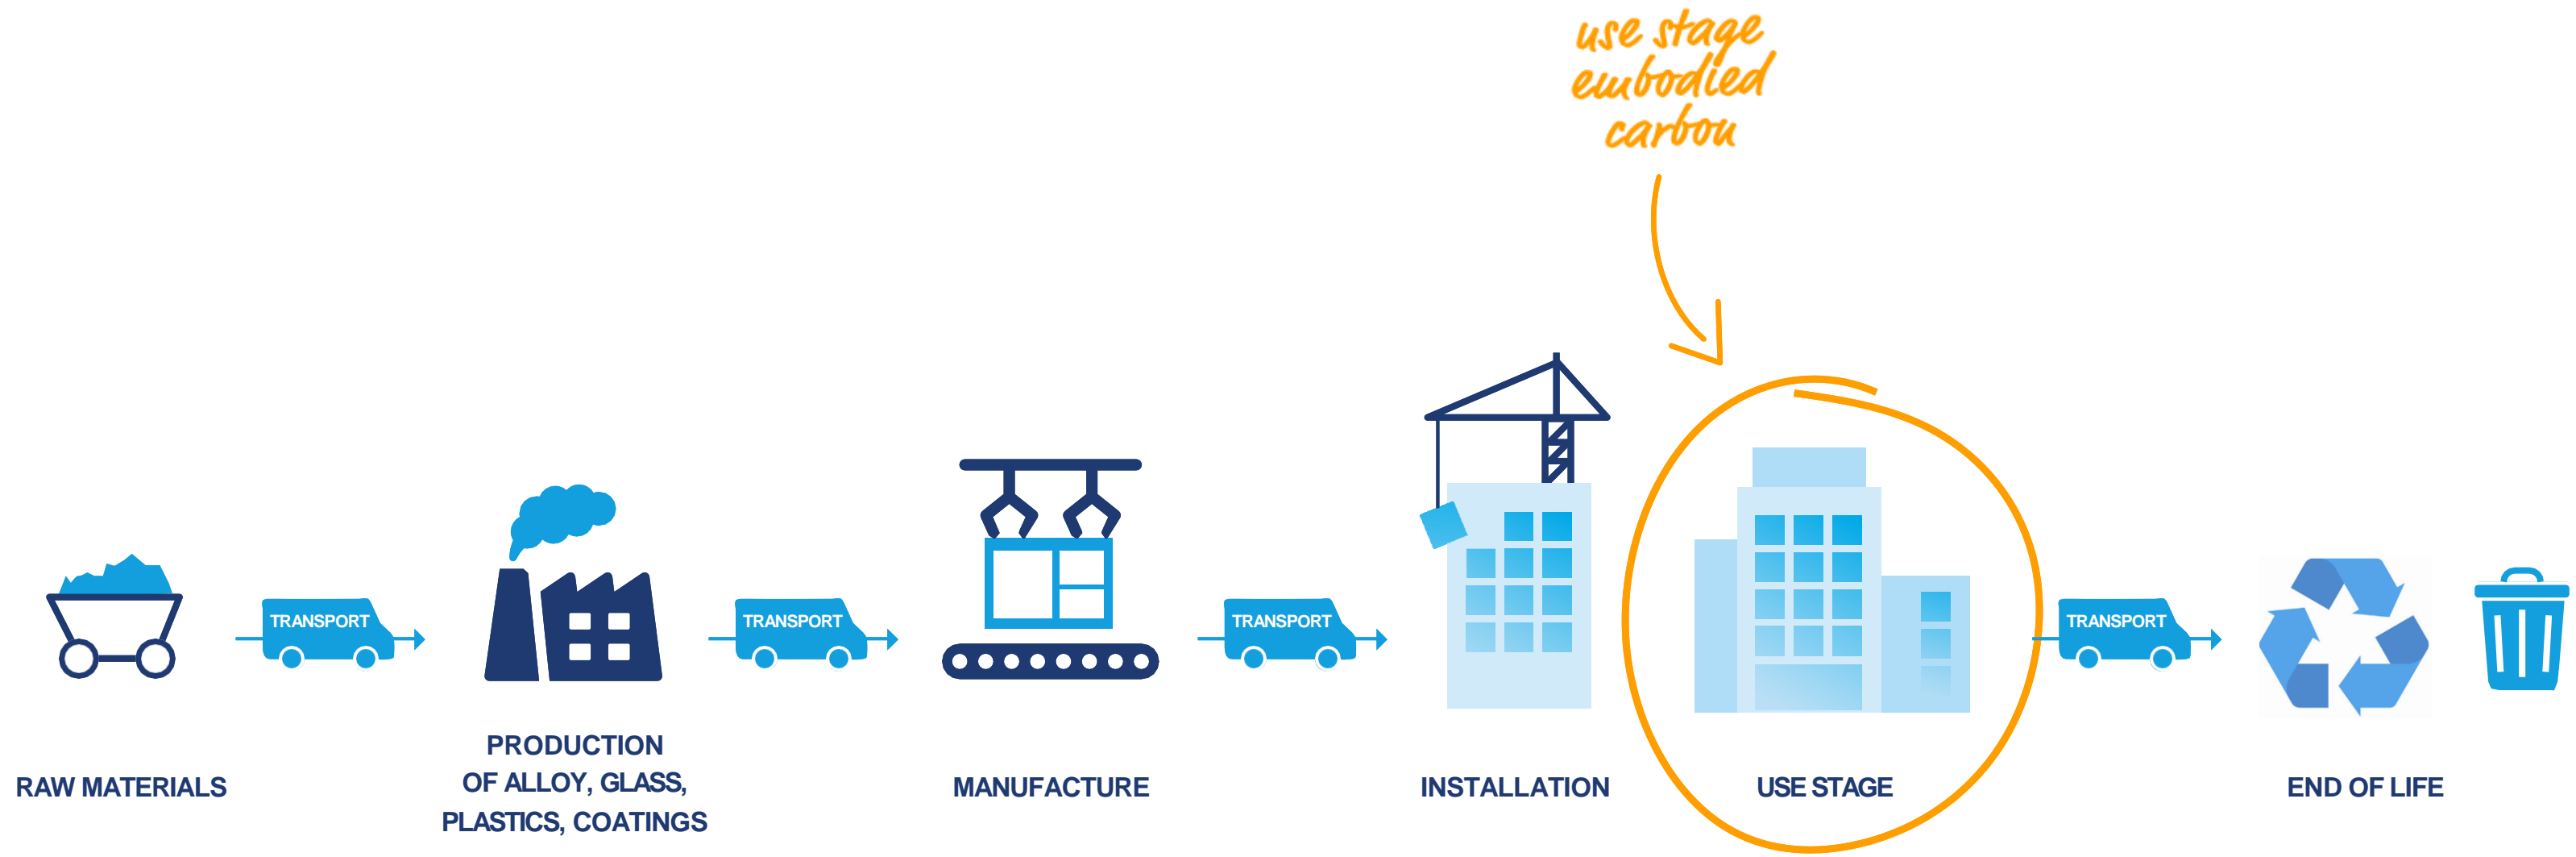 use stage
embodied
carbon
TRANSPORT
TRANSPORT
TRANSPORT
TRANSPORT
RAW MATERIALS
PRODUCTION
OF ALLOY, GLASS,
PLASTICS, COATINGS
MANUFACTURE
INSTALLATION
USE STAGE
END OF LIFE